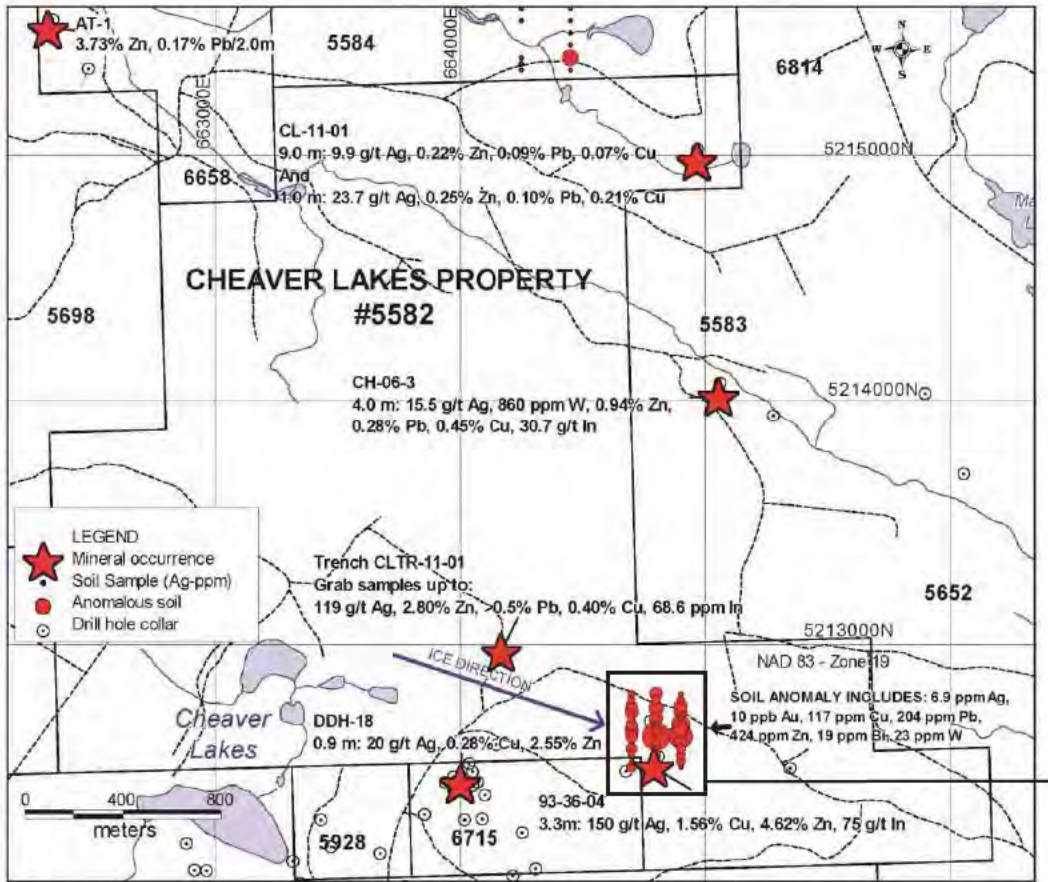 AT-1
3.73% Zn, 0.17% Pb/2.0m
5584
664000E
N
W E
S
6814
663000E
CL-11-01
9.0 m: 9.9 g/t Ag, 0.22% Zn, 0.09% Pb, 0.07% Cu
And
1.0 m: 23.7 g/t Ag, 0.25% Zn, 0.10% Pb, 0.21% Cu
5215000N
6658
CHEAVER LAKES PROPERTY
#5582
5698
5583
CH-06-3
4.0 m: 15.5 g/t Ag, 860 ppm W, 0.94% Zn,
0.28% Pb, 0.45% Cu, 30.7 g/t In
5214000N
LEGEND
Mineral occurrence
Soil Sample (Ag-ppm)
Anomalous soil
Drill hole collar
Trench CLTR-11-01
Grab samples up to:
119 g/t Ag, 2.80% Zn, >0.5% Pb, 0.40% Cu, 68.6 ppm In
5652
5213000N
NAD 83 - Zone 19
ICE DIRECTION
SOIL ANOMALY INCLUDES: 6.9 ppm Ag,
10 ppb Au, 117 ppm Cu, 204 ppm Pb,
424 ppm Zn, 19 ppm Bi, 23 ppm W
Cheaver
Lakes
DDH-18
0.9 m: 20 g/t Ag, 0.28% Cu, 2.55% Zn
0 400 800
meters
93-36-04
3.3m: 150 g/t Ag, 1.56% Cu, 4.62% Zn, 75 g/t In
5928
6715